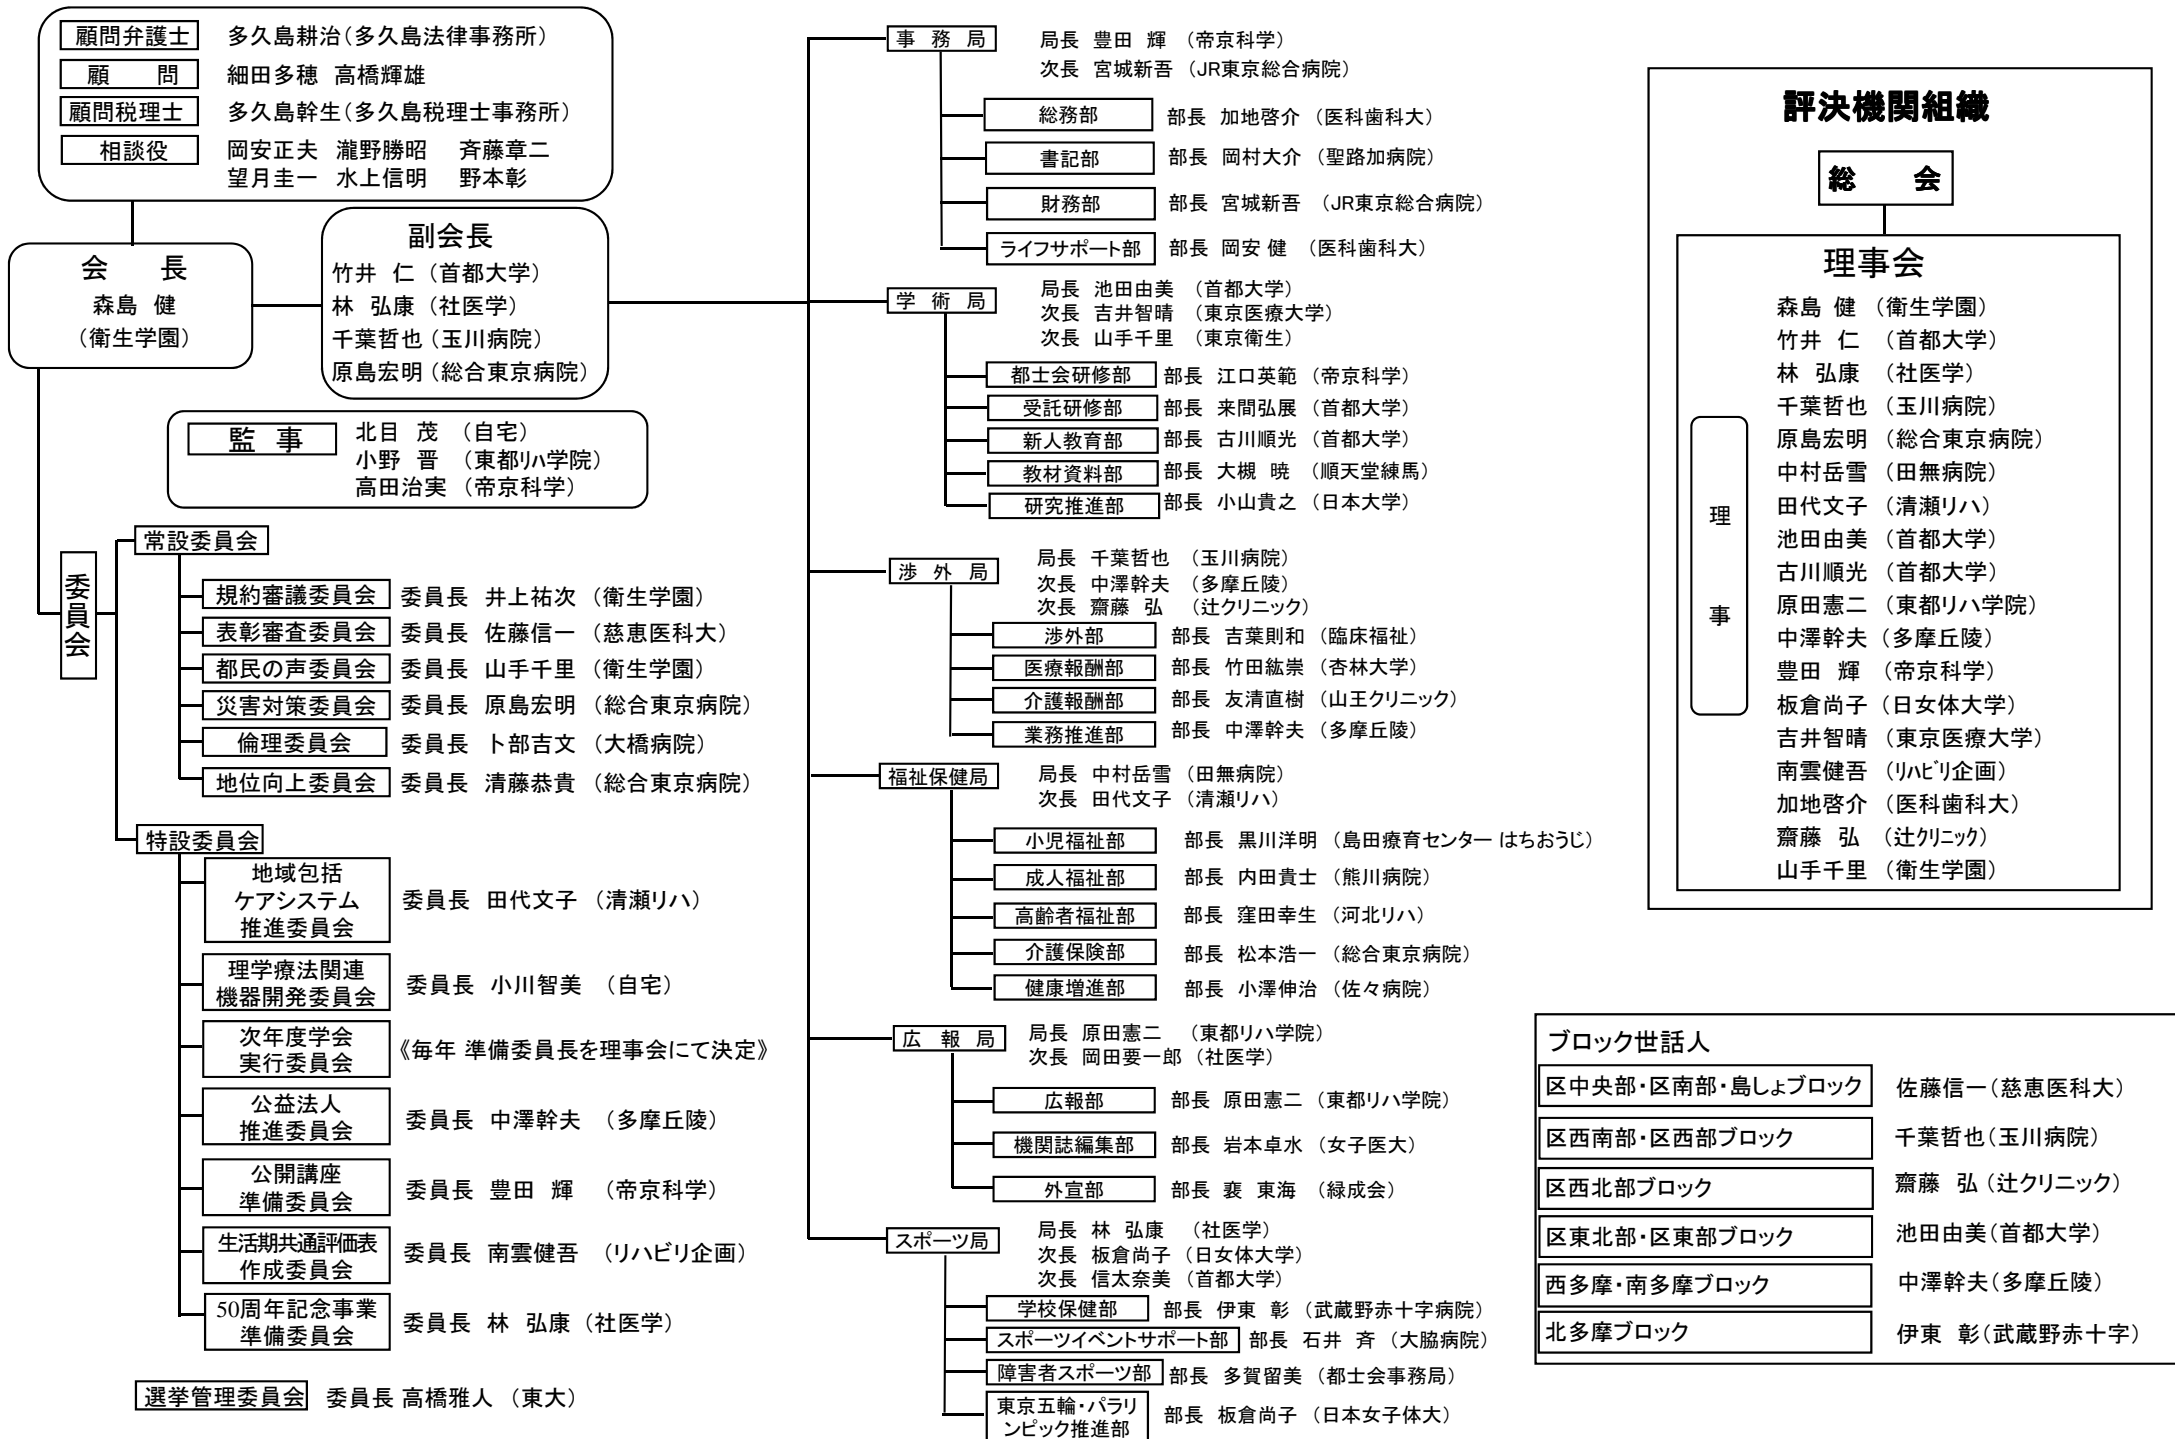 顧問弁護士 多久島耕治（多久島法律事務所）
顧　問 細田多穂 高橋輝雄
顧問税理士 多久島幹生（多久島税理士事務所）
相談役 岡安正夫 瀧野勝昭 斉藤章二
望月圭一 水上信明 野本彰
会　長
森島 健
（衛生学園）
副会長
竹井 仁（首都大学）
林 弘康（社医学）
千葉哲也（玉川病院）
原島宏明（総合東京病院）
監 事 北目 茂 （自宅）
小野 晋 （東都リハ学院）
高田治実 （帝京科学）
委員会
常設委員会
規約審議委員会 委員長 井上祐次 （衛生学園）
表彰審査委員会 委員長 佐藤信一 （慈恵医科大）
都民の声委員会 委員長 山手千里 （衛生学園）
災害対策委員会 委員長 原島宏明 （総合東京病院）
倫理委員会 委員長 卜部吉文 （大橋病院）
地位向上委員会 委員長 清藤恭貴 （総合東京病院）
特設委員会
地域包括
ケアシステム
推進委員会
委員長 田代文子 （清瀬リハ）
理学療法関連
機器開発委員会
委員長 小川智美 （自宅）
次年度学会
実行委員会
《毎年 準備委員長を理事会にて決定》
公益法人
推進委員会
委員長 中澤幹夫 （多摩丘陵）
公開講座
準備委員会
委員長 豊田 輝 （帝京科学）
生活期共通評価表
作成委員会
委員長 南雲健吾 （リハビリ企画）
50周年記念事業
準備委員会
委員長 林 弘康 （社医学）
選挙管理委員会 委員長 高橋雅人 （東大）
事 務 局 局長 豊田 輝 （帝京科学）
次長 宮城新吾 （JR東京総合病院）
総務部 部長 加地啓介 （医科歯科大）
書記部 部長 岡村大介 （聖路加病院）
財務部 部長 宮城新吾 （JR東京総合病院）
ライフサポート部 部長 岡安 健 （医科歯科大）
学 術 局 局長 池田由美 （首都大学）
次長 吉井智晴 （東京医療大学）
次長 山手千里 （東京衛生）
都士会研修部 部長 江口英範 （帝京科学）
受託研修部 部長 来間弘展 （首都大学）
新人教育部 部長 古川順光 （首都大学）
教材資料部 部長 大槻 暁 （順天堂練馬）
研究推進部 部長 小山貴之 （日本大学）
渉 外 局 局長 千葉哲也 （玉川病院）
次長 中澤幹夫 （多摩丘陵）
次長 齋藤 弘 （辻クリニック）
渉外部 部長 吉葉則和 （臨床福祉）
医療報酬部 部長 竹田紘崇 （杏林大学）
介護報酬部 部長 友清直樹 （山王クリニック）
業務推進部 部長 中澤幹夫 （多摩丘陵）
福祉保健局 局長 中村岳雪 （田無病院）
次長 田代文子 （清瀬リハ）
小児福祉部 部長 黒川洋明 （島田療育センター はちおうじ）
成人福祉部 部長 内田貴士 （熊川病院）
高齢者福祉部 部長 窪田幸生 （河北リハ）
介護保険部 部長 松本浩一 （総合東京病院）
健康増進部 部長 小澤伸治 （佐々病院）
広 報 局 局長 原田憲二 （東都リハ学院）
次長 岡田要一郎 （社医学）
広報部 部長 原田憲二 （東都リハ学院）
機関誌編集部 部長 岩本卓水 （女子医大）
外宣部 部長 裵 東海 （緑成会）
スポーツ局 局長 林 弘康 （社医学）
次長 板倉尚子 （日女体大学）
次長 信太奈美 （首都大学）
学校保健部 部長 伊東 彰 （武蔵野赤十字病院）
スポーツイベントサポート部 部長 石井 斉 （大脇病院）
障害者スポーツ部 部長 多賀留美 （都士会事務局）
東京五輪・パラリ
ンピック推進部
部長 板倉尚子 （日本女子体大）
評決機関組織
総　会
理事会
理
事
森島 健 （衛生学園）
竹井 仁 （首都大学）
林 弘康 （社医学）
千葉哲也 （玉川病院）
原島宏明 （総合東京病院）
中村岳雪 （田無病院）
田代文子 （清瀬リハ）
池田由美 （首都大学）
古川順光 （首都大学）
原田憲二 （東都リハ学院）
中澤幹夫 （多摩丘陵）
豊田 輝 （帝京科学）
板倉尚子 （日女体大学）
吉井智晴 （東京医療大学）
南雲健吾 （ﾘﾊﾋﾞﾘ企画）
加地啓介 （医科歯科大）
齋藤 弘 （辻ｸﾘﾆｯｸ）
山手千里 （衛生学園）
ブロック世話人
区中央部・区南部・島しょブロック 佐藤信一（慈恵医科大）
区西南部・区西部ブロック 千葉哲也（玉川病院）
区西北部ブロック 齋藤 弘（辻クリニック）
区東北部・区東部ブロック 池田由美（首都大学）
西多摩・南多摩ブロック 中澤幹夫（多摩丘陵）
北多摩ブロック 伊東 彰（武蔵野赤十字）